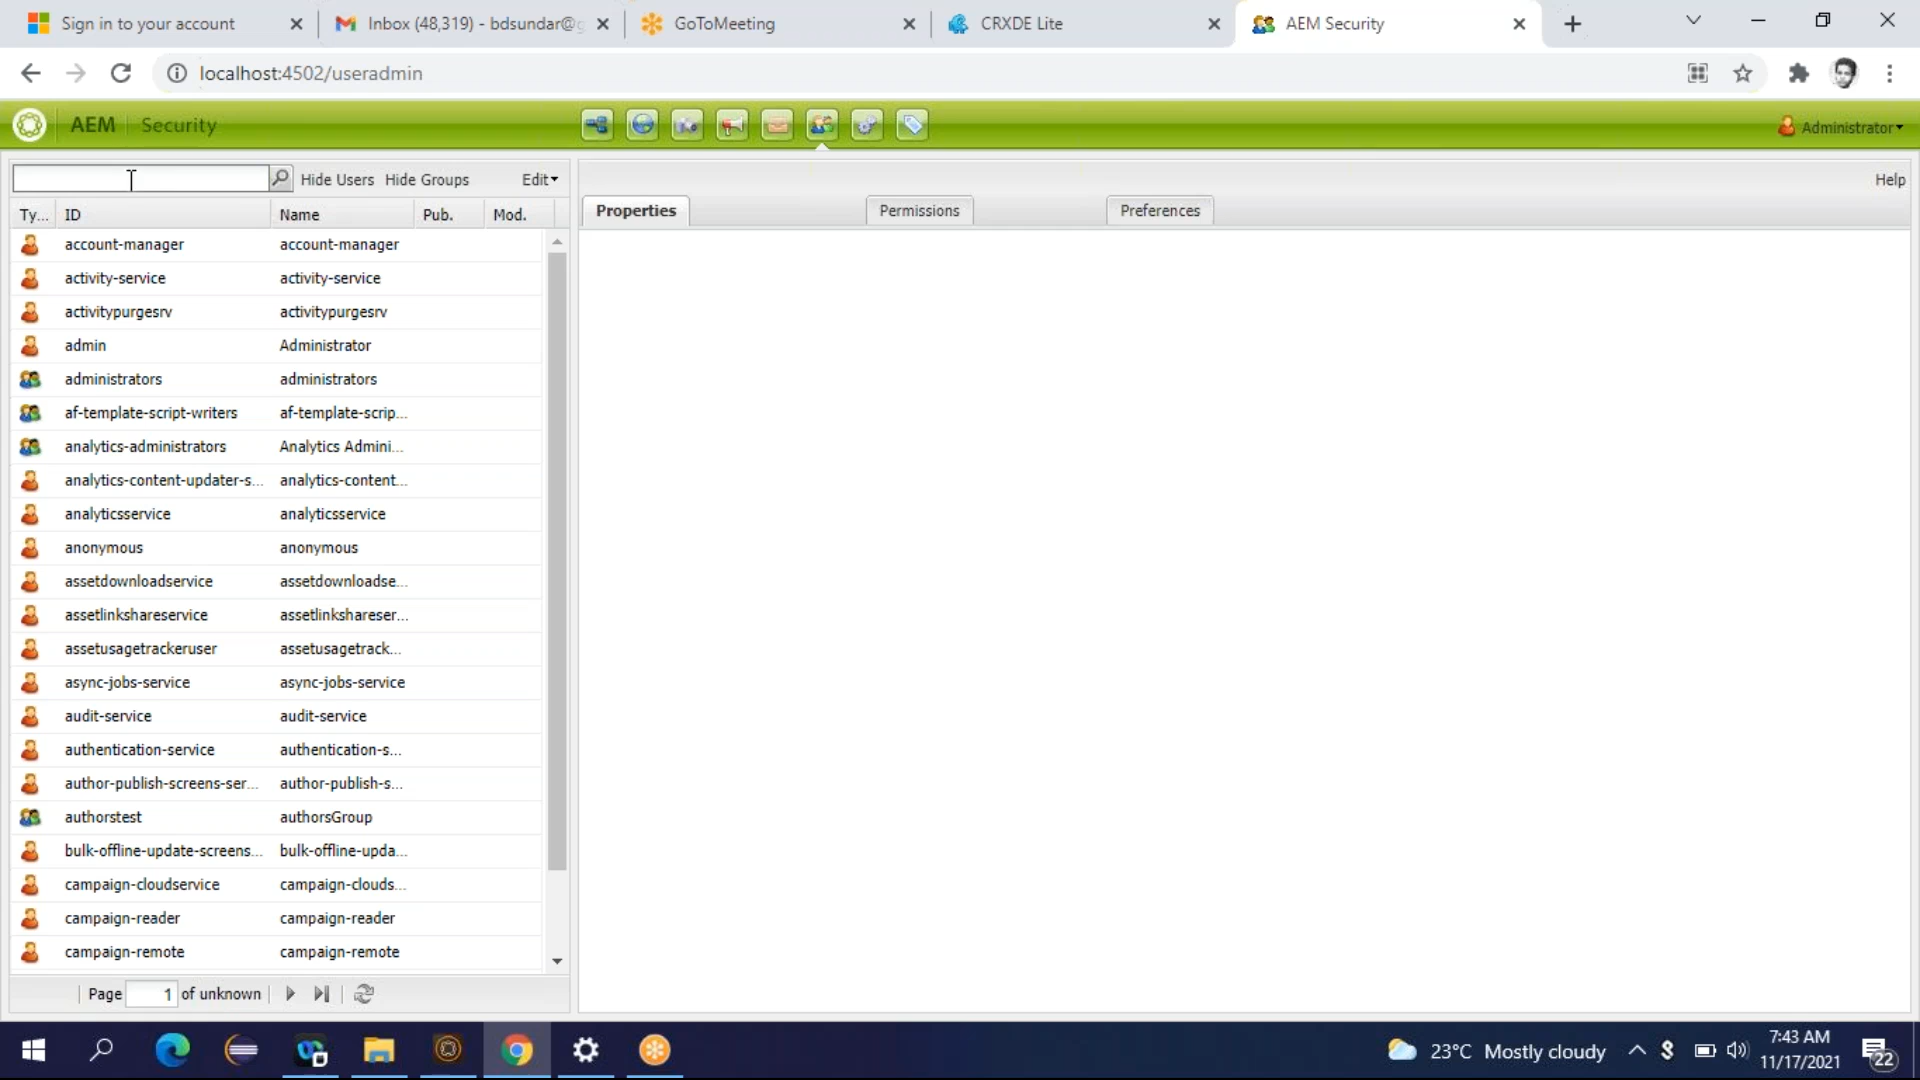 Sign in to your account
Inbox (48,319) - bdsundar@g
GoToMeeting
CRXDE Lite
AEM Security
localhost:4502/useradmin
AEM Security
Administrator
Hide Users Hide Groups Edit
Help
Ty... ID Name Pub. Mod.
Properties Permissions Preferences
account-manager account-manager
activity-service activity-service
activitypurgesrv activitypurgesrv
admin Administrator
administrators administrators
af-template-script-writers af-template-scrip...
analytics-administrators Analytics Admini...
analytics-content-updater-s... analytics-content...
analyticsservice analyticsservice
anonymous anonymous
assetdownloadservice assetdownloadse...
assetlinkshareservice assetlinkshareser...
assetusagetrackeruser assetusagetrack...
async-jobs-service async-jobs-service
audit-service audit-service
authentication-service authentication-s...
author-publish-screens-ser... author-publish-s...
authorstest authorsGroup
bulk-offline-update-screens... bulk-offline-upda...
campaign-cloudservice campaign-clouds...
campaign-reader campaign-reader
campaign-remote campaign-remote
Page 1 of unknown
23°C Mostly cloudy
7:43 AM
11/17/2021
22